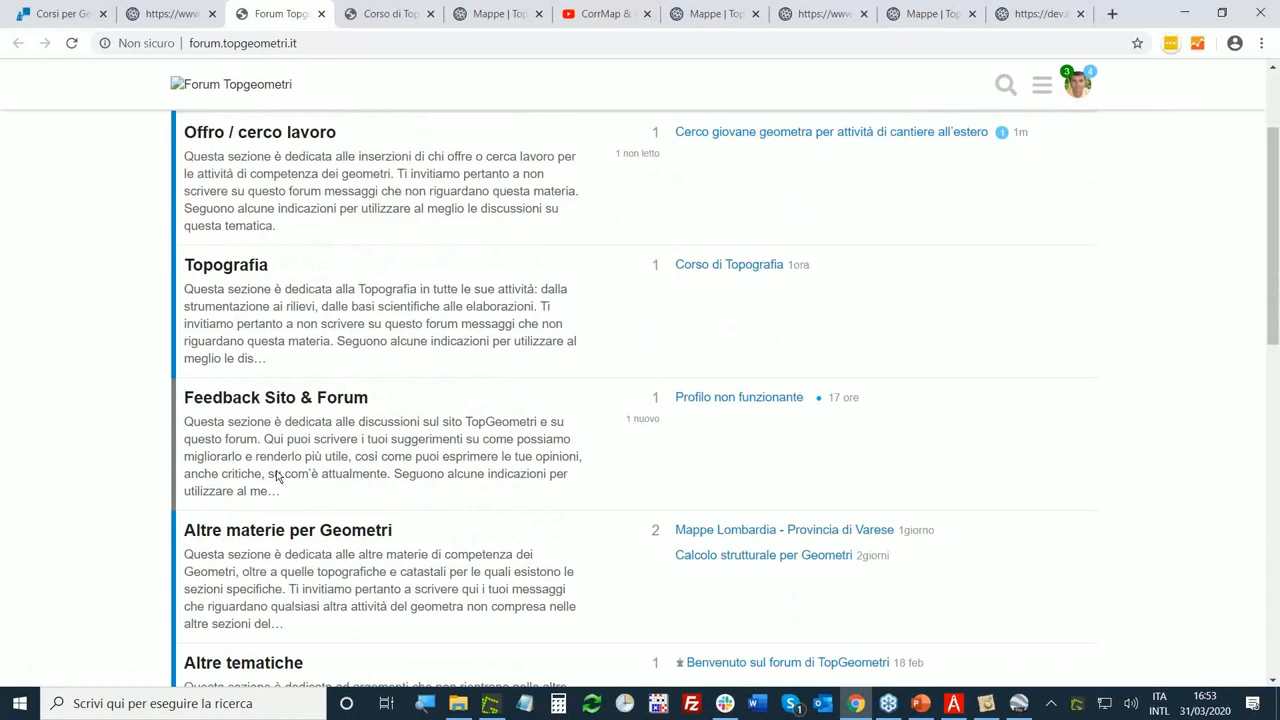 Corsi per Ge
https://www
Forum Topge
Corso di Top
Mappe | Top
CorrMap &
Mappe | Top
https://www
Mappe | Top
https://dev.t
Non sicuro
forum.topgeometri.it
Forum Topgeometri
3
4
Offro / cerco lavoro
1
Cerco giovane geometra per attività di cantiere all'estero 1 1m
1 non letto
Questa sezione è dedicata alle inserzioni di chi offre o cerca lavoro per
le attività di competenza dei geometri. Ti invitiamo pertanto a non
scrivere su questo forum messaggi che non riguardano questa materia.
Seguono alcune indicazioni per utilizzare al meglio le discussioni su
questa tematica.
Topografia
1
Corso di Topografia 1ora
Questa sezione è dedicata alla Topografia in tutte le sue attività: dalla
strumentazione ai rilievi, dalle basi scientifiche alle elaborazioni. Ti
invitiamo pertanto a non scrivere su questo forum messaggi che non
riguardano questa materia. Seguono alcune indicazioni per utilizzare al
meglio le dis…
Feedback Sito & Forum
1
Profilo non funzionante 17 ore
1 nuovo
Questa sezione è dedicata alle discussioni sul sito TopGeometri e su
questo forum. Qui puoi scrivere i tuoi suggerimenti su come possiamo
migliorarlo e renderlo più utile, così come puoi esprimere le tue opinioni,
anche critiche, su com'è attualmente. Seguono alcune indicazioni per
utilizzare al me…
Altre materie per Geometri
2
Mappe Lombardia - Provincia di Varese 1giorno
Calcolo strutturale per Geometri 2giorni
Questa sezione è dedicata alle altre materie di competenza dei
Geometri, oltre a quelle topografiche e catastali per le quali esistono le
sezioni specifiche. Ti invitiamo pertanto a scrivere qui i tuoi messaggi
che riguardano qualsiasi altra attività del geometra non compresa nelle
altre sezioni del…
Altre tematiche
1
Benvenuto sul forum di TopGeometri 18 feb
Scrivi qui per eseguire la ricerca
ITA
INTL
16:53
31/03/2020